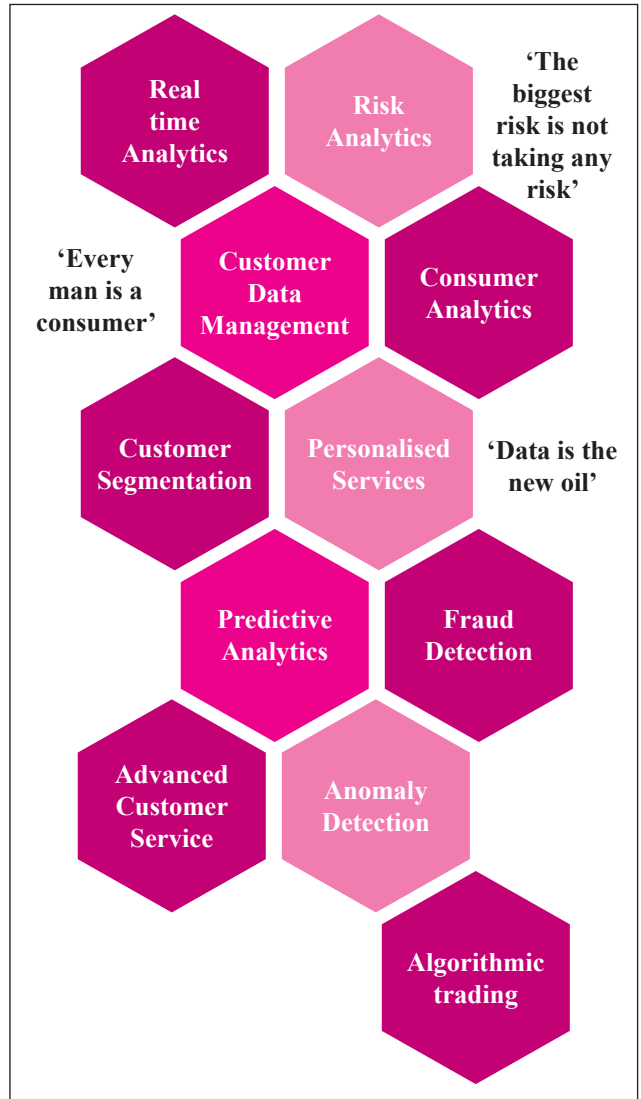 Real
time
Analytics
Risk
Analytics
‘The
biggest
risk is not
taking any
risk’
‘Every
man is a
consumer’
Customer
Data
Management
Consumer
Analytics
Customer
Segmentation
Personalised
Services
‘Data is the
new oil’
Predictive
Analytics
Fraud
Detection
Advanced
Customer
Service
Anomaly
Detection
Algorithmic
trading